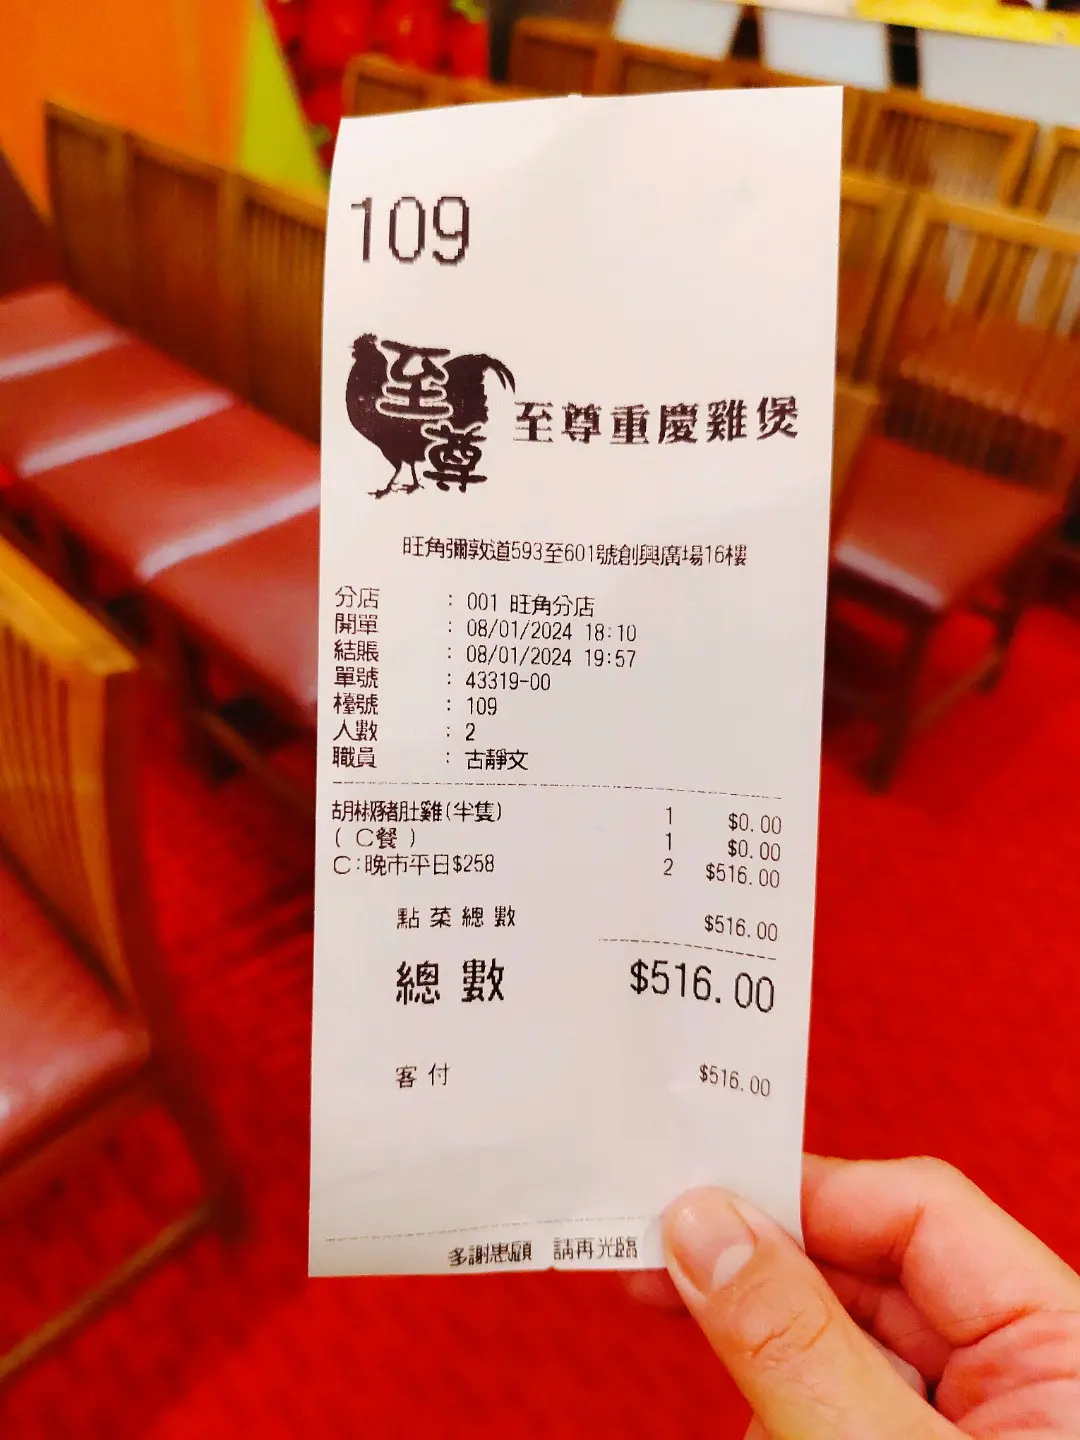 109
至尊
至尊重慶雞煲
旺角彌敦道593至601號創興廣場16樓
分店 : 001 旺角分店
開單 : 08/01/2024 18:10
結賬 : 08/01/2024 19:57
單號 : 43319-00
檯號 : 109
人數 : 2
職員 : 古靜文
胡椒豬肚雞(半隻) 1 $0.00
( C餐 ) 1 $0.00
C:晚市平日$258 2 $516.00
點菜總數 $516.00
總數 $516.00
客付 $516.00
多謝惠顧 請再光臨